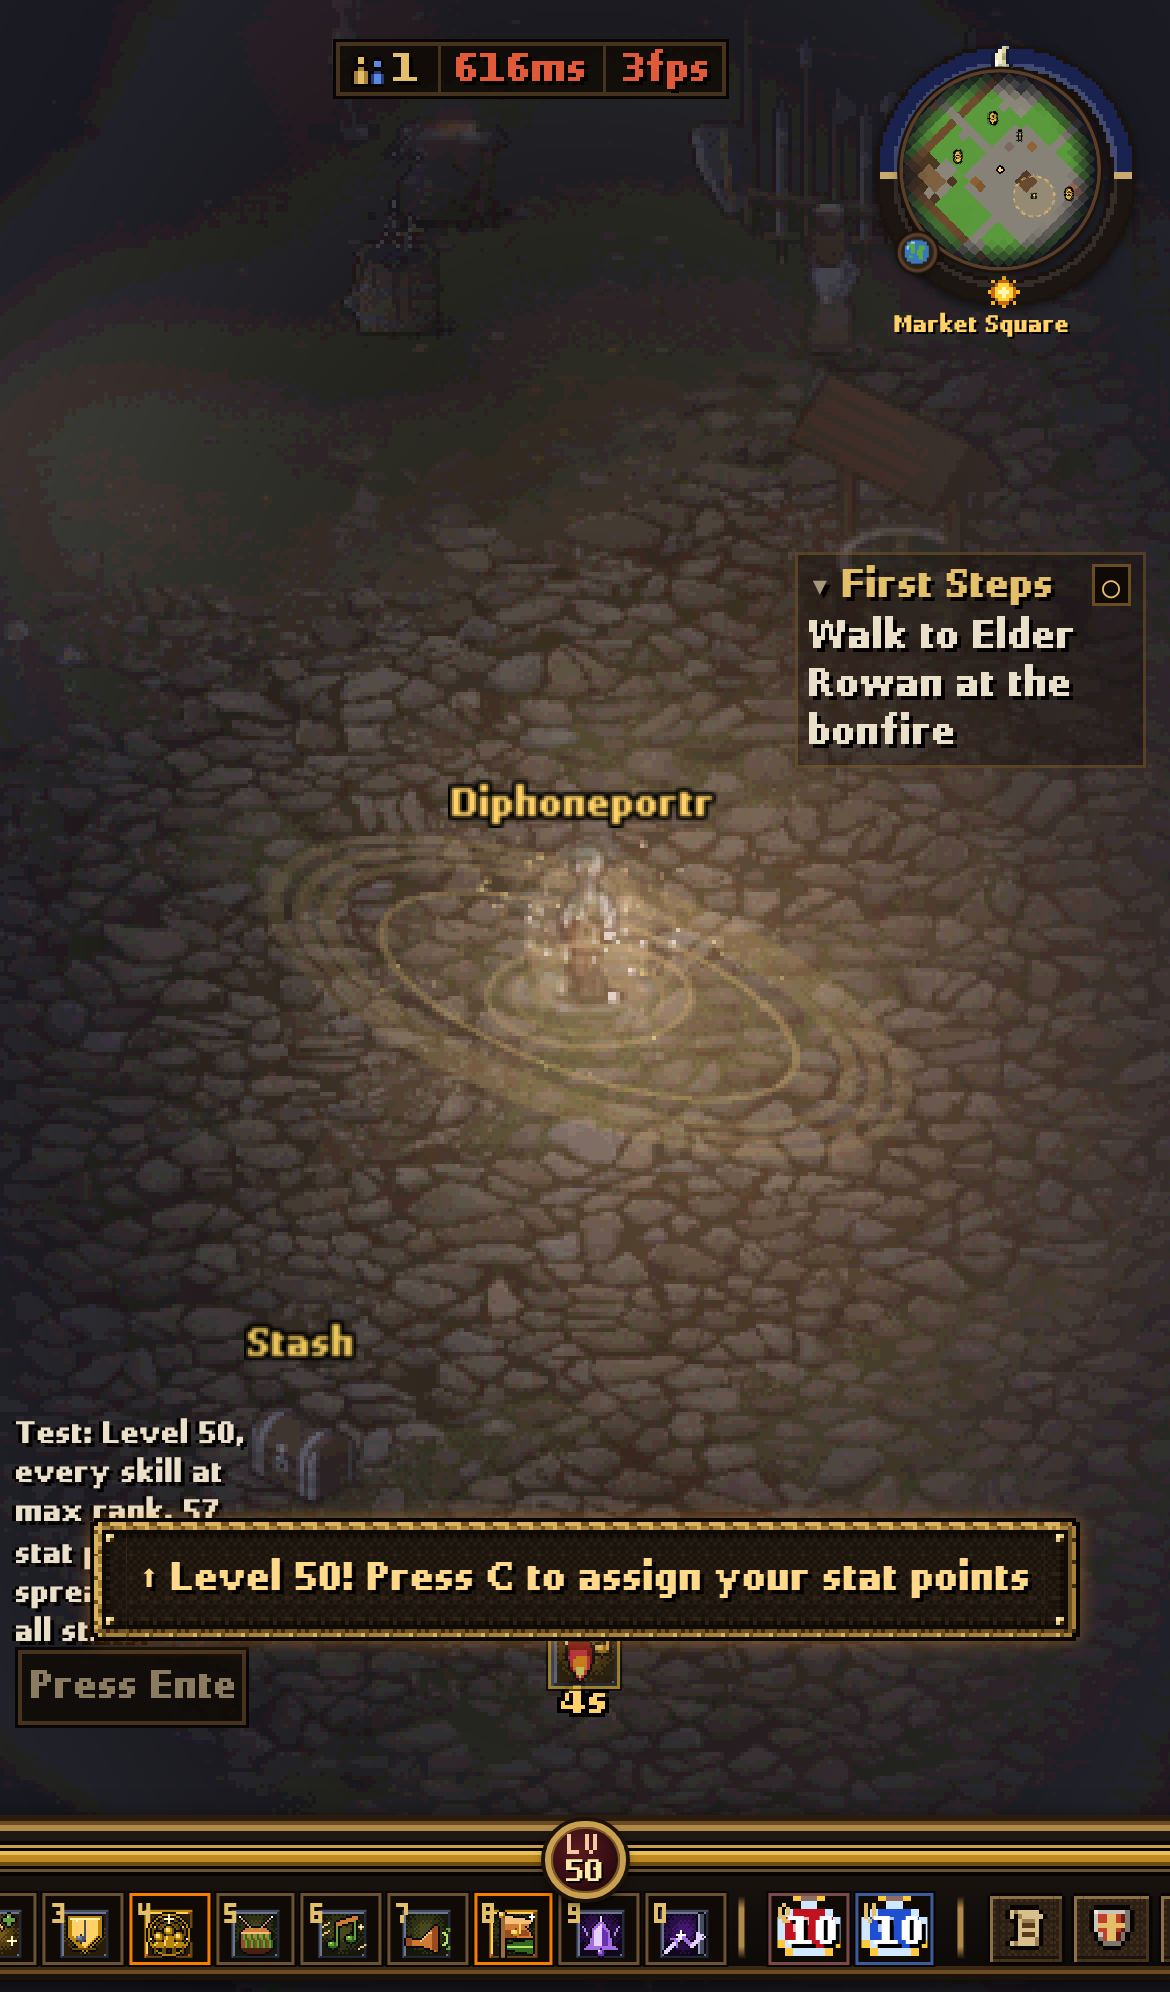 1 616ms 3fps
Market Square
▼ First Steps
Walk to Elder
Rowan at the
bonfire
Diphoneportr
Stash
Test: Level 50,
every skill at
max rank. 57
stat
all
↑ Level 50! Press C to assign your stat points
Press Ente
4s
LV
50
3 4 5 6 7 8 9 0 10 10